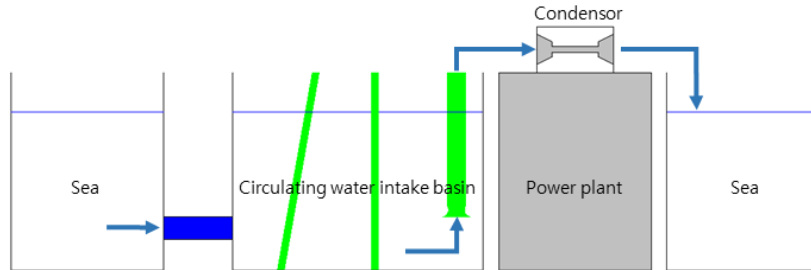 Condensor
Sea
Circulating water intake basin
Power plant
Sea